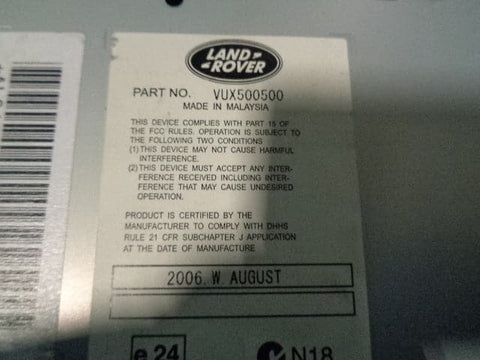 LAND-
-ROVER
PART NO. VUX500500
MADE IN MALAYSIA
THIS DEVICE COMPLIES WITH PART 15 OF
THE FCC RULES. OPERATION IS SUBJECT TO
THE FOLLOWING TWO CONDITIONS
(1)THIS DEVICE MAY NOT CAUSE HARMFUL
INTERFERENCE.
(2)THIS DEVICE MUST ACCEPT ANY INTER-
FERENCE RECEIVED INCLUDING INTER-
FERENCE THAT MAY CAUSE UNDESIRED
OPERATION.
PRODUCT IS CERTIFIED BY THE
MANUFACTURER TO COMPLY WITH DHHS
RULE 21 CFR SUBCHAPTER J APPLICATION
AT THE DATE OF MANUFACTURE
2006 W AUGUST
e24
N18